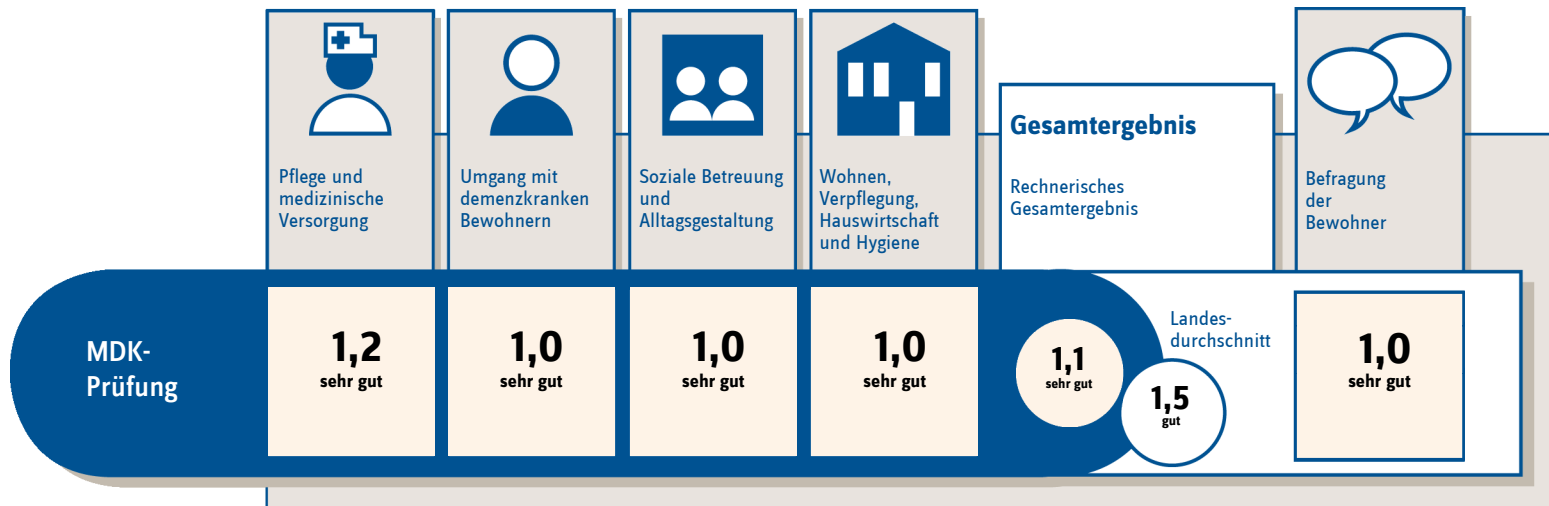 Pflege und
medizinische
Versorgung
Umgang mit
demenzkranken
Bewohnern
Soziale Betreuung
und
Alltagsgestaltung
Wohnen,
Verpflegung,
Hauswirtschaft
und Hygiene
Gesamtergebnis
Rechnerisches
Gesamtergebnis
Befragung
der
Bewohner
MDK-
Prüfung
1,2
sehr gut
1,0
sehr gut
1,0
sehr gut
1,0
sehr gut
1,1
sehr gut
Landes-
durchschnitt
1,5
gut
1,0
sehr gut